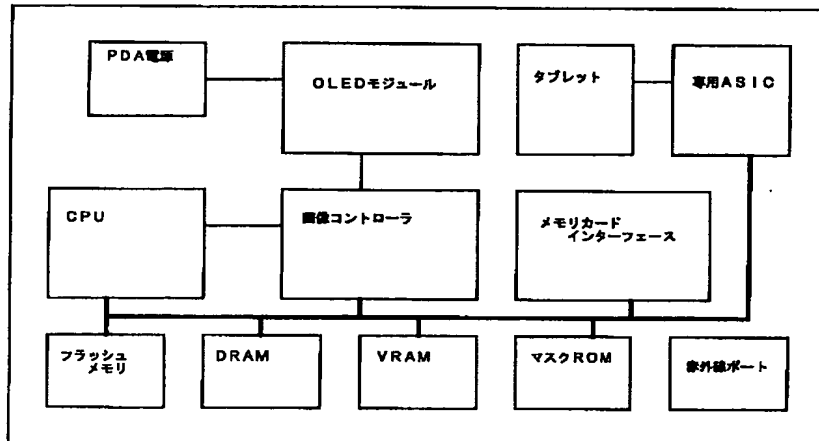 PDA電源
OLEDモジュール
タブレット
専用ASIC
CPU
画像コントローラ
メモリカード
インターフェース
フラッシュ
メモリ
DRAM
VRAM
マスクROM
赤外線ポート